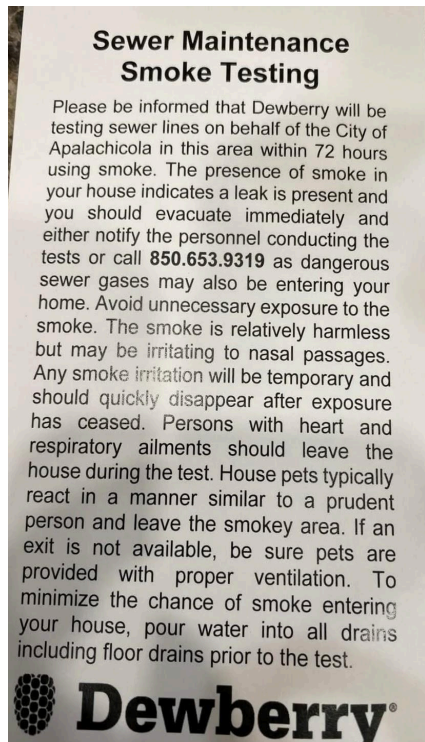 Sewer Maintenance
Smoke Testing
Please be informed that Dewberry will be
testing sewer lines on behalf of the City of
Apalachicola in this area within 72 hours
using smoke. The presence of smoke in
your house indicates a leak is present and
you should evacuate immediately and
either notify the personnel conducting the
tests or call 850.653.9319 as dangerous
sewer gases may also be entering your
home. Avoid unnecessary exposure to the
smoke. The smoke is relatively harmless
but may be irritating to nasal passages.
Any smoke irritation will be temporary and
should quickly disappear after exposure
has ceased. Persons with heart and
respiratory ailments should leave the
house during the test. House pets typically
react in a manner similar to a prudent
person and leave the smokey area. If an
exit is not available, be sure pets are
provided with proper ventilation. To
minimize the chance of smoke entering
your house, pour water into all drains
including floor drains prior to the test.
Dewberry®